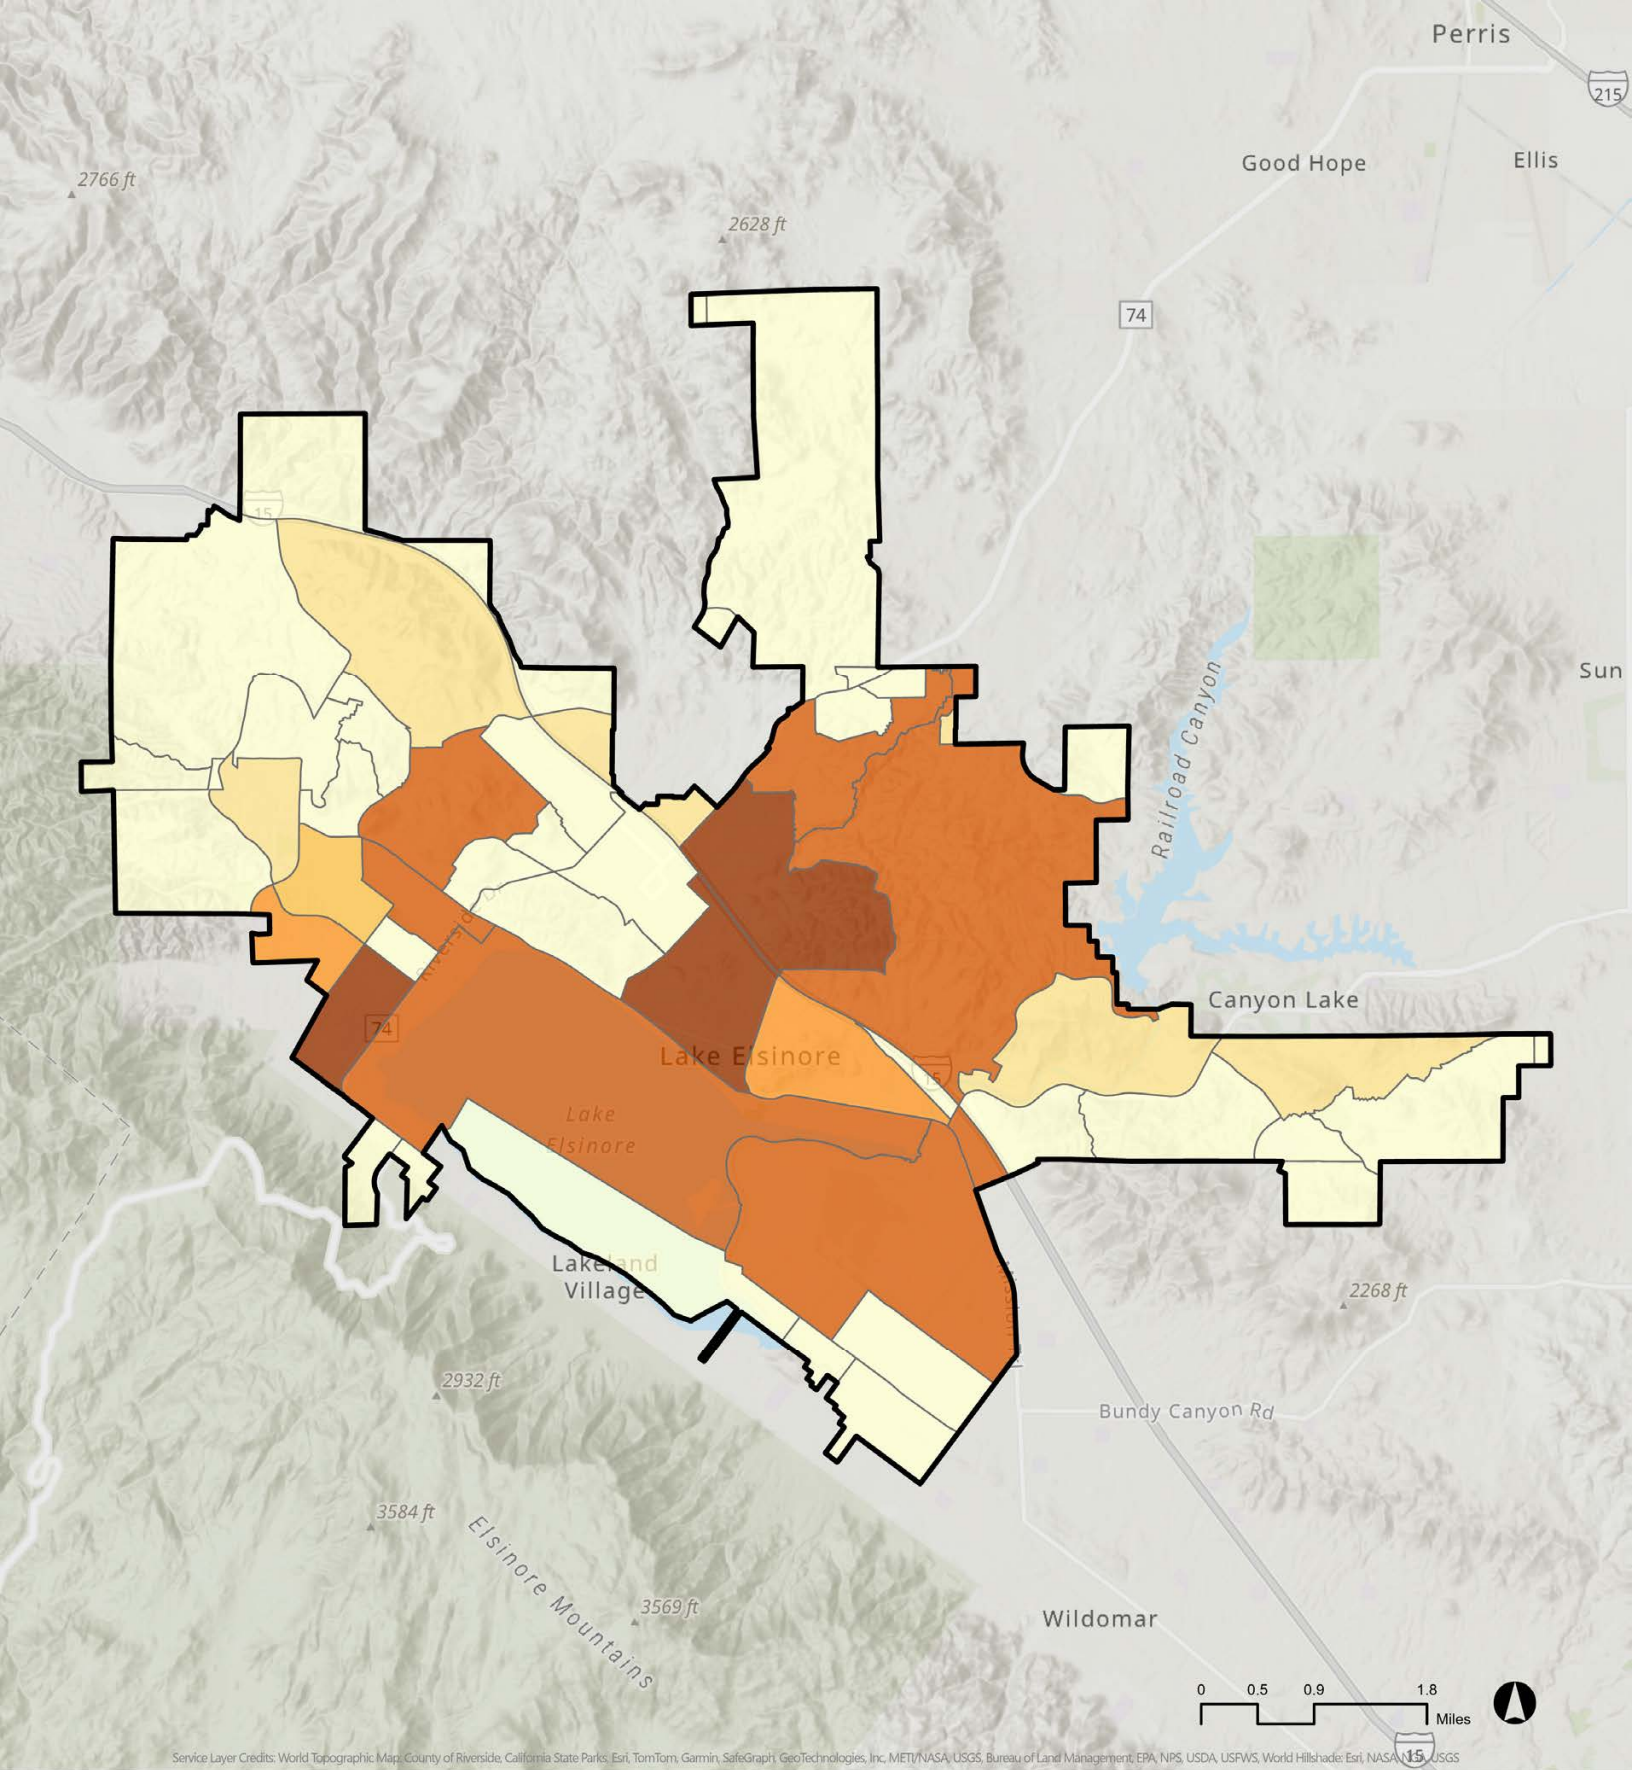 Perris
215
Good Hope
Ellis
2766 ft
2628 ft
74
15
Sun
Railroad Canyon
Riverside D
Canyon Lake
74
Lake Elsinore
15
Lake
Elsinore
Lakeland
Village
2268 ft
2932 ft
Bundy Canyon Rd
3584 ft
Elsinore Mountains
3569 ft
Wildomar
0 0.5 0.9 1.8
Miles
15
Service Layer Credits: World Topographic Map: County of Riverside, California State Parks, Esri, TomTom, Garmin, SafeGraph, GeoTechnologies, Inc, METI/NASA, USGS, Bureau of Land Management, EPA, NPS, USDA, USFWS, World Hillshade: Esri, NASA, NGA, USGS